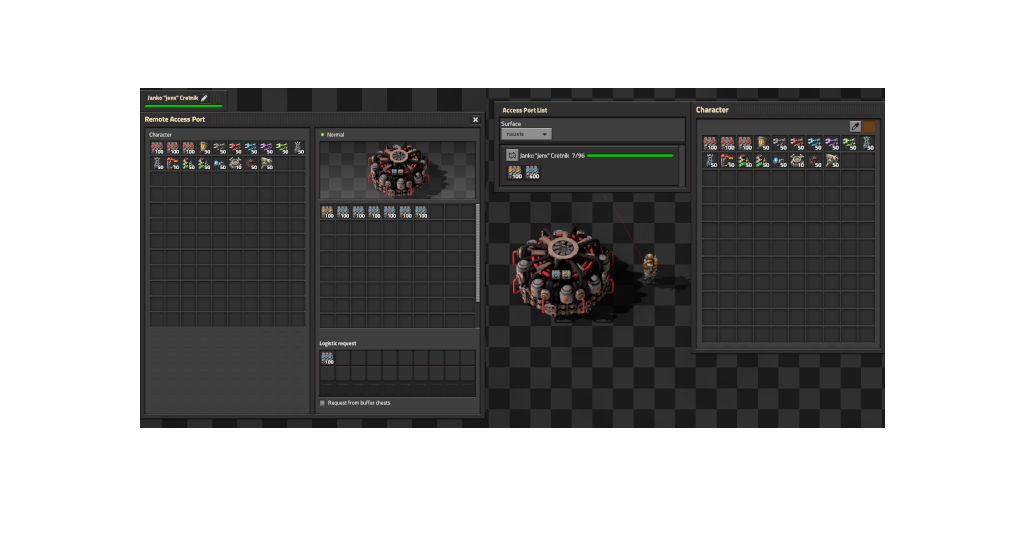 Janko "jenx" Cretnik
Remote Access Port
Character
Normal
100 100 100 50 50 50 50 50 50 50
50 10 50 50 50 10 50 50
100 100 100 100 100 100 100
Logistic request
100
Request from buffer chests
Access Port List
Surface
nauvis
Janko "jenx" Cretnik 7/96
100 600
Character
100 100 100 50 50 50 50 50 50 50
50 10 50 50 50 10 50 50